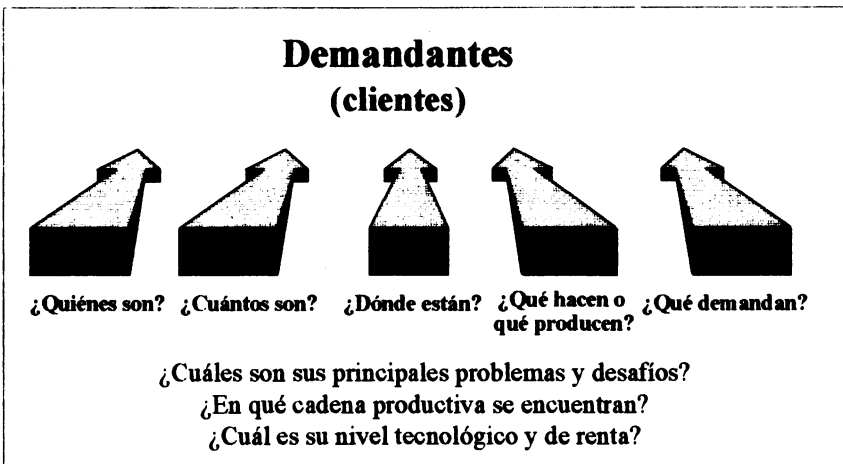 Demandantes
(clientes)
¿Quiénes son?
¿Cuántos son?
¿Dónde están?
¿Qué hacen o
qué producen?
¿Qué demandan?
¿Cuáles son sus principales problemas y desafíos?
¿En qué cadena productiva se encuentran?
¿Cuál es su nivel tecnológico y de renta?